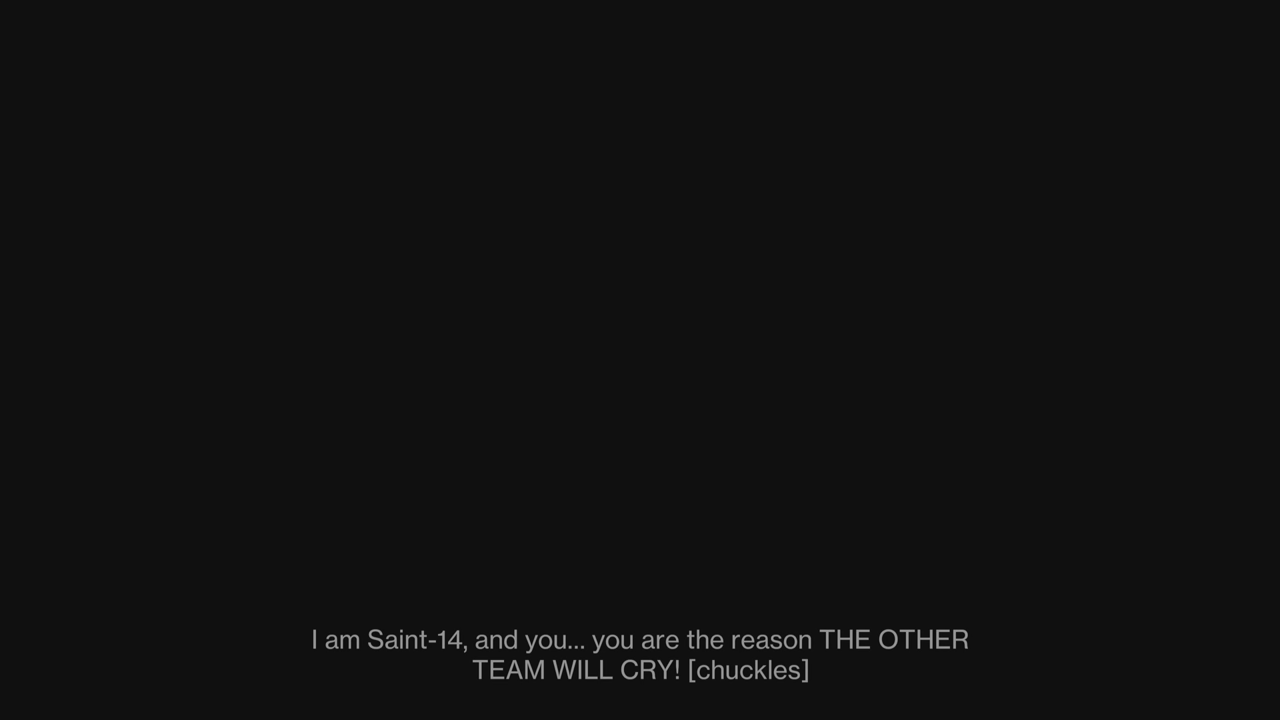 I am Saint-14, and you... you are the reason THE OTHER
TEAM WILL CRY! [chuckles]